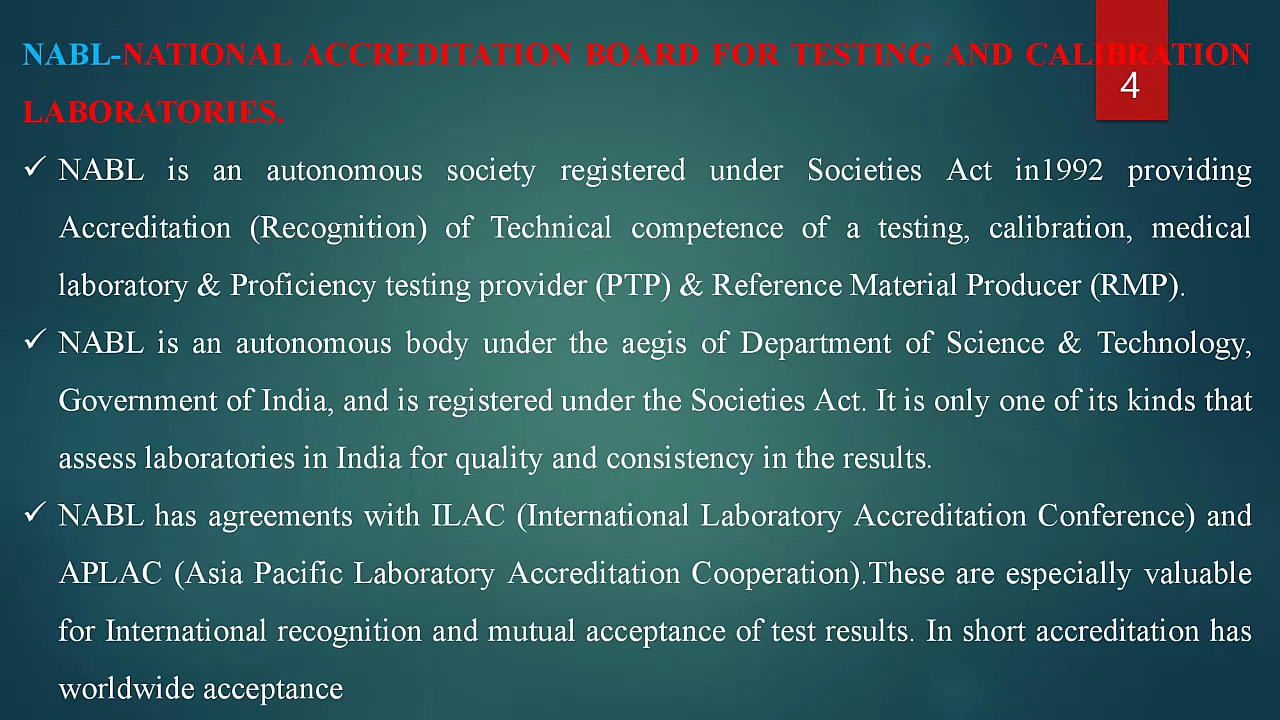 NABL-NATIONAL ACCREDITATION BOARD FOR TESTING AND CALIBRATION
4
LABORATORIES.
✓ NABL is an autonomous society registered under Societies Act in1992 providing
Accreditation (Recognition) of Technical competence of a testing, calibration, medical
laboratory & Proficiency testing provider (PTP) & Reference Material Producer (RMP).
✓ NABL is an autonomous body under the aegis of Department of Science & Technology,
Government of India, and is registered under the Societies Act. It is only one of its kinds that
assess laboratories in India for quality and consistency in the results.
✓ NABL has agreements with ILAC (International Laboratory Accreditation Conference) and
APLAC (Asia Pacific Laboratory Accreditation Cooperation).These are especially valuable
for International recognition and mutual acceptance of test results. In short accreditation has
worldwide acceptance